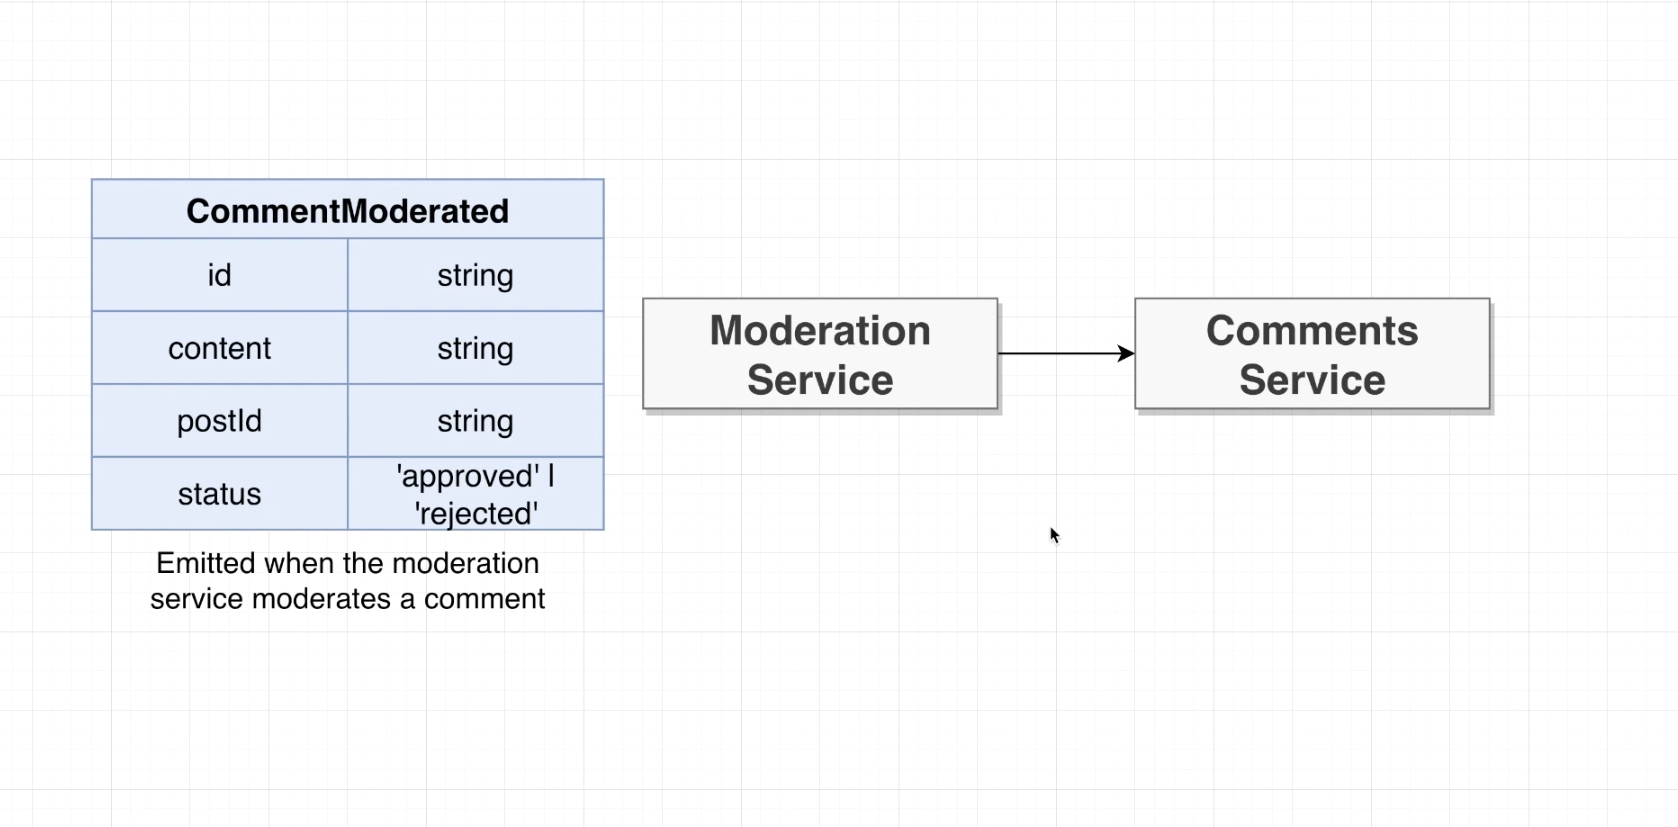 CommentModerated
id string
content string
postId string
status 'approved' |
'rejected'
Emitted when the moderation
service moderates a comment
Moderation
Service
Comments
Service